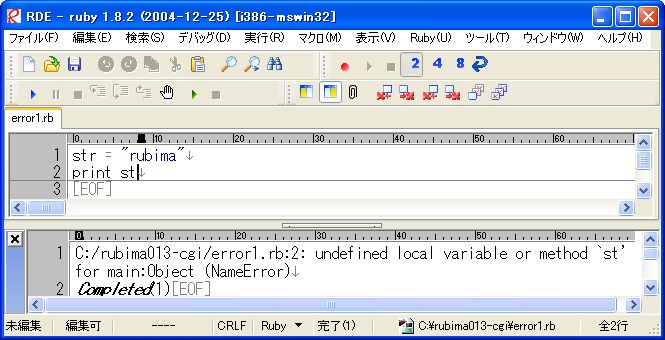 RDE - ruby 1.8.2 (2004-12-25) [i386-mswin32]
ファイル(F) 編集(E) 検索(S) デバッグ(D) 実行(R) マクロ(M) 表示(V) Ruby(U) ツール(T) ウィンドウ(W) ヘルプ(H)
2 4 8
error1.rb
0 10 20 30 40 50 60
1 str = "rubima"↓
2 print st↓
3 [EOF]
0 10 20 30 40 50 60
1 C:/rubima013-cgi/error1.rb:2: undefined local variable or method `st'
for main:Object (NameError)↓
2 Completed(1)[EOF]
未編集 編集可 ---- CRLF Ruby 完了(1) C:¥rubima013-cgi¥error1.rb 全2行